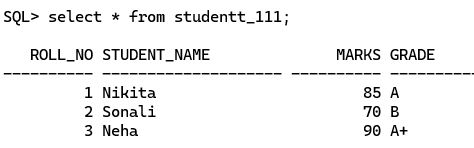 SQL> select * from studentt_111;
ROLL_NO STUDENT_NAME MARKS GRADE
---------- -------------------- ---------- ----------
1 Nikita 85 A
2 Sonali 70 B
3 Neha 90 A+